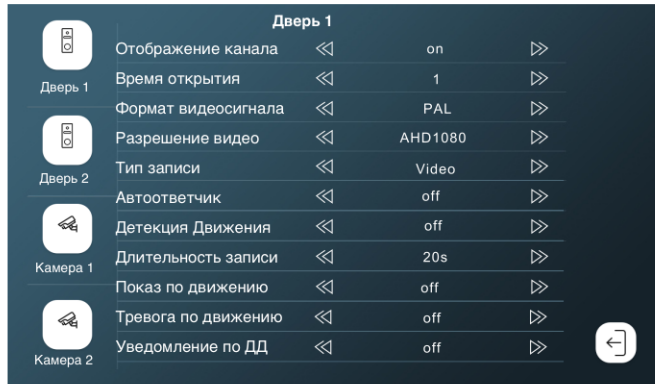 Дверь 1
Дверь 1
Дверь 2
Камера 1
Камера 2
Отображение канала on
Время открытия 1
Формат видеосигнала PAL
Разрешение видео AHD1080
Тип записи Video
Автоответчик off
Детекция Движения off
Длительность записи 20s
Показ по движению off
Тревога по движению off
Уведомление по ДД off